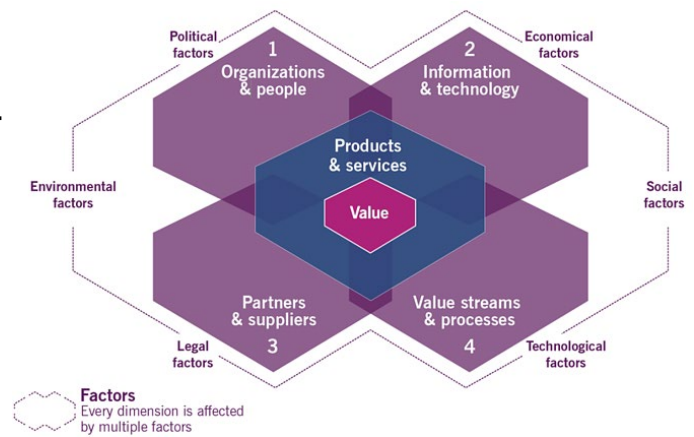 Political
factors
Economical
factors
1
Organizations
& people
2
Information
& technology
Products
& services
Environmental
factors
Value
Social
factors
Partners
& suppliers
3
Value streams
& processes
4
Legal
factors
Technological
factors
Factors
Every dimension is affected
by multiple factors